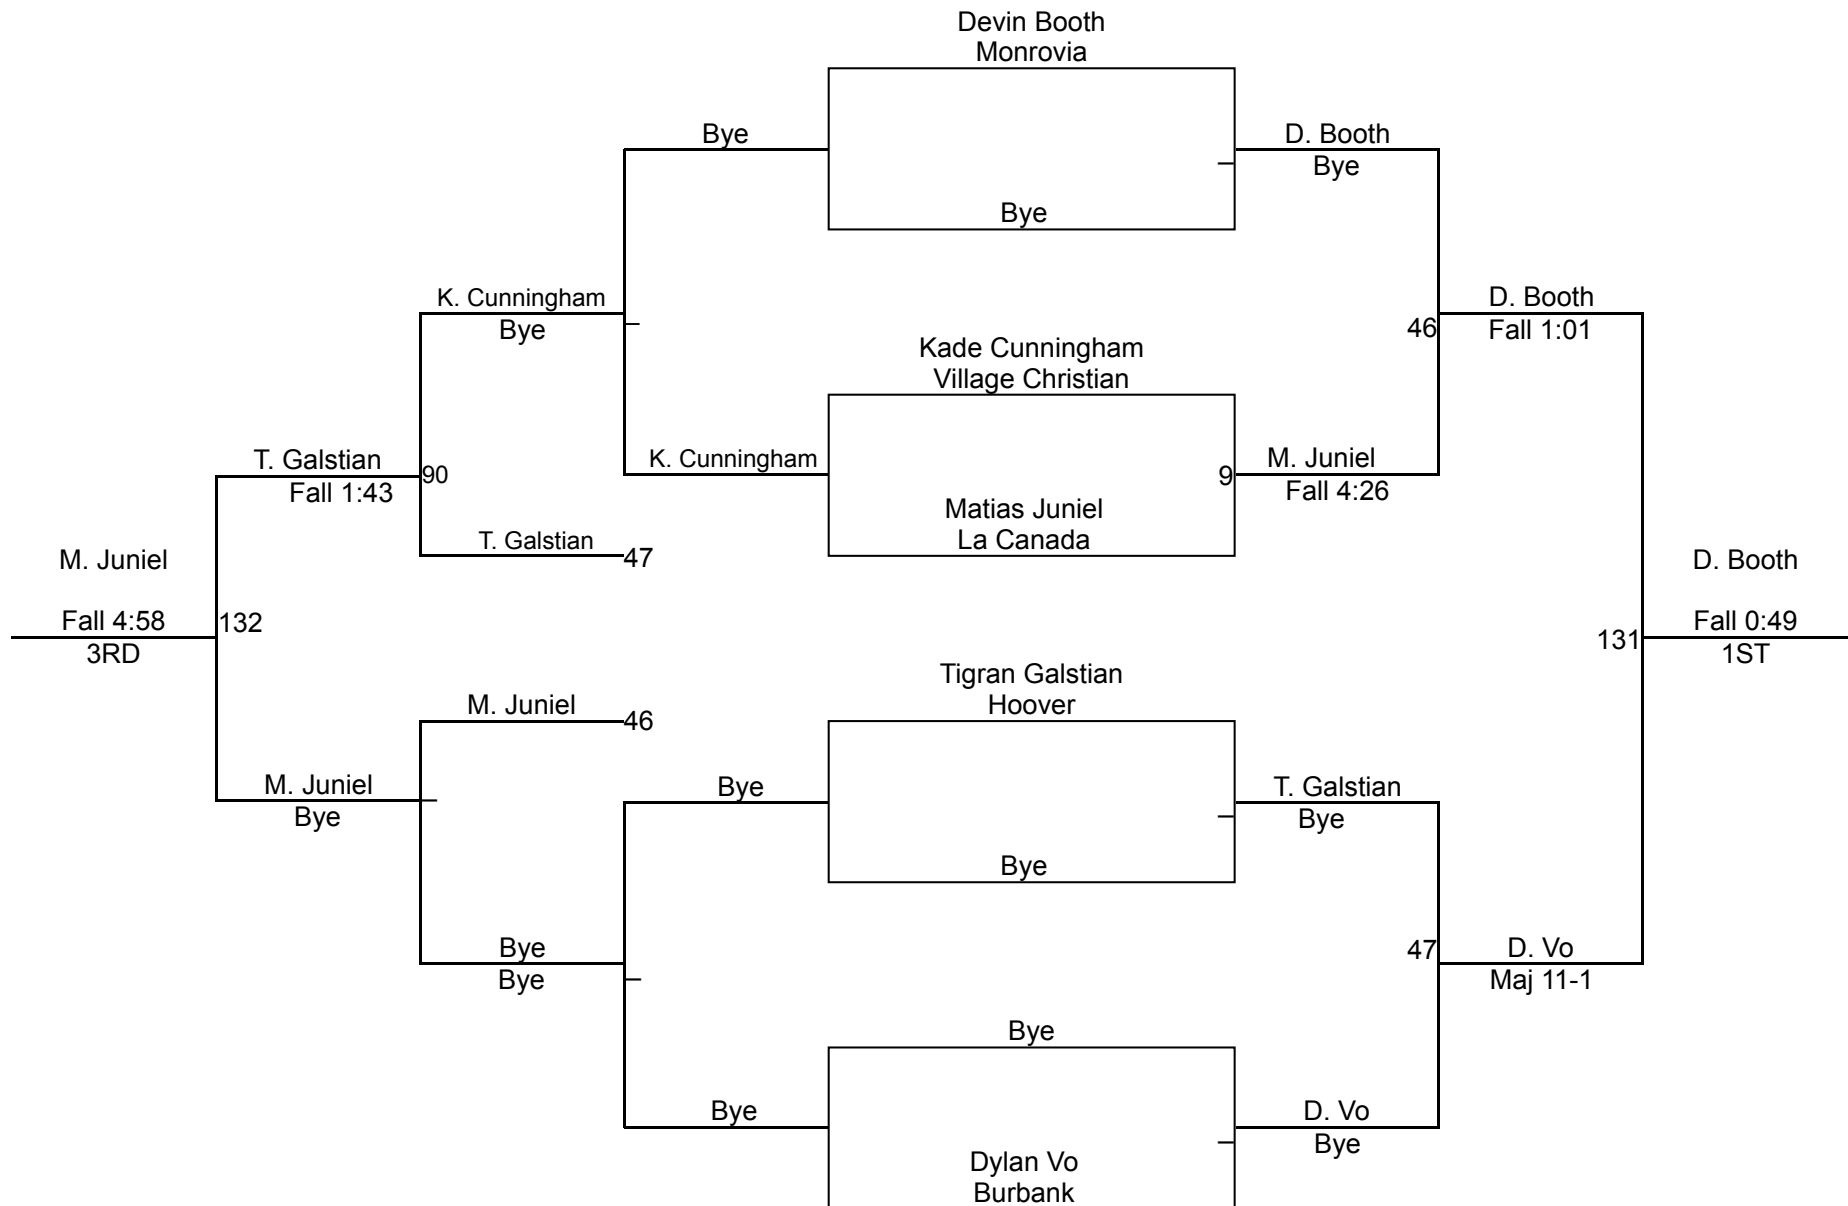 Devin Booth
Monrovia
Bye
D. Booth
Bye
Bye
K. Cunningham
Bye
D. Booth
46
Fall 1:01
Kade Cunningham
Village Christian
T. Galstian
90
Fall 1:43
K. Cunningham
9
M. Juniel
Fall 4:26
Matias Juniel
La Canada
T. Galstian
47
M. Juniel
Fall 4:58
132
3RD
D. Booth
131
Fall 0:49
1ST
Tigran Galstian
Hoover
M. Juniel
46
M. Juniel
Bye
Bye
T. Galstian
Bye
Bye
Bye
Bye
47
D. Vo
Maj 11-1
Bye
Bye
D. Vo
Bye
Dylan Vo
Burbank